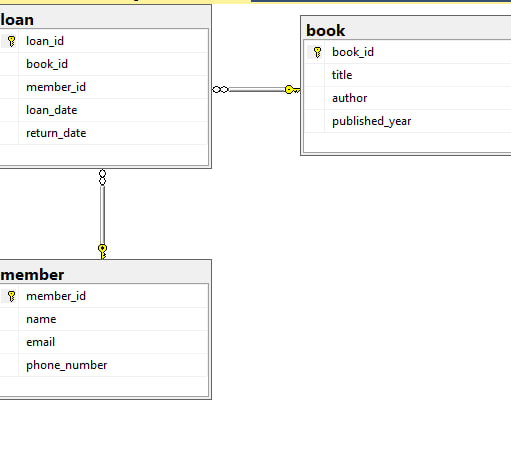 loan
loan_id
book_id
member_id
loan_date
return_date
book
book_id
title
author
published_year
member
member_id
name
email
phone_number